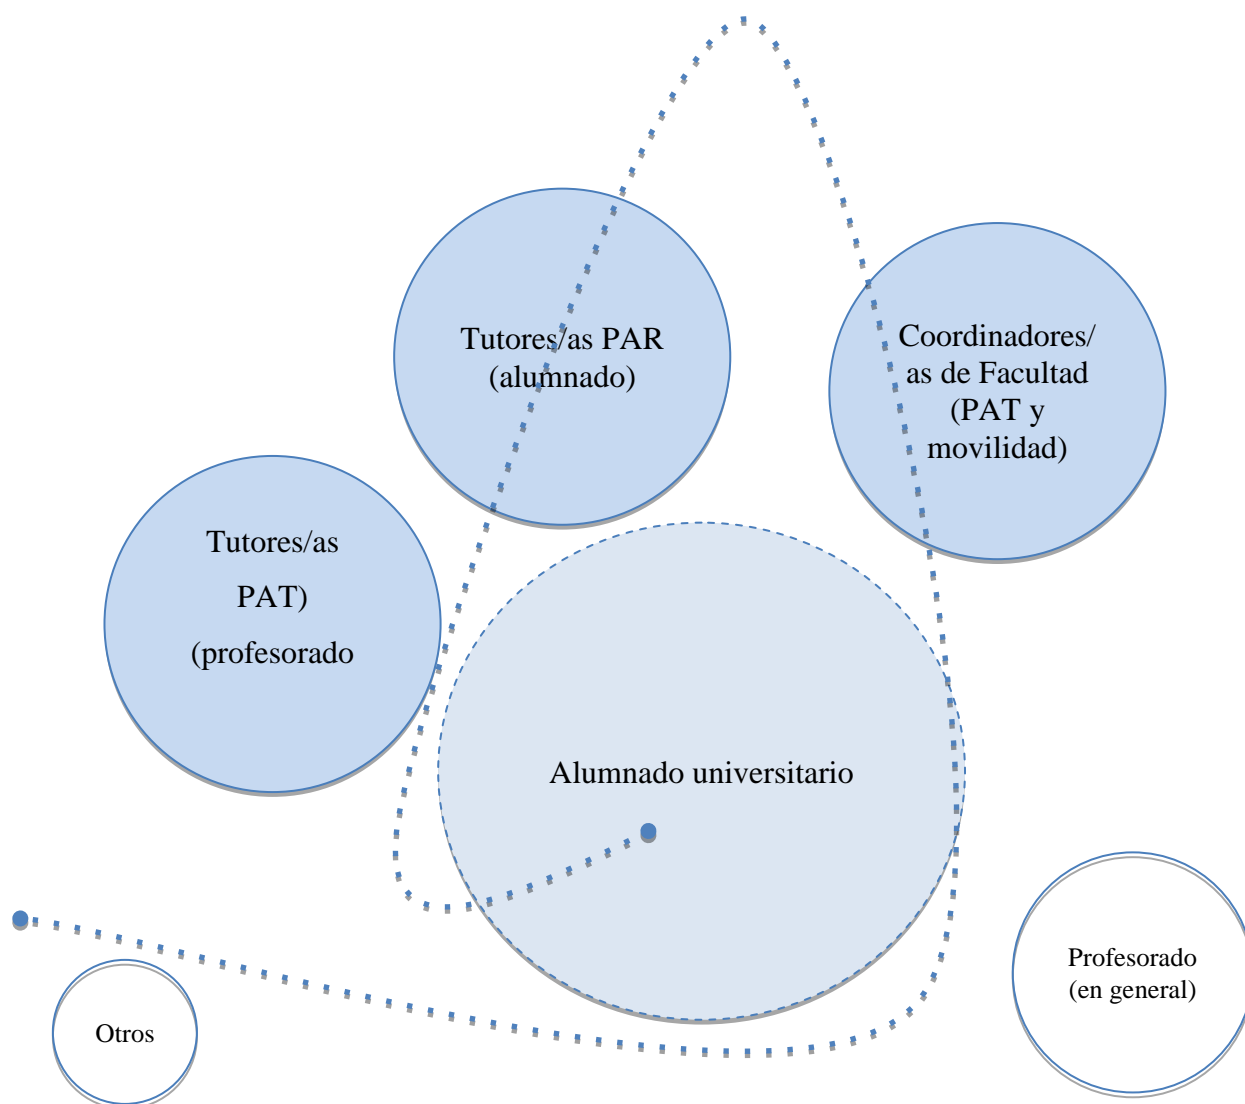 Tutores/as PAR
(alumnado)
Coordinadores/
as de Facultad
(PAT y
movilidad)
Tutores/as
PAT)
(profesorado
Alumnado universitario
Profesorado
(en general)
Otros